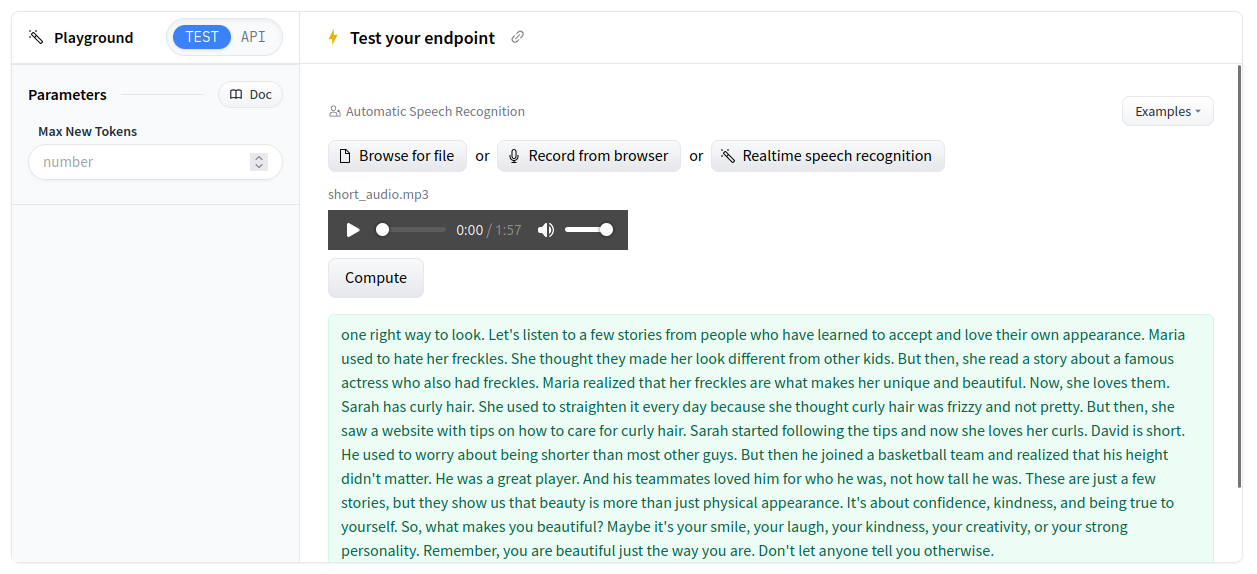 Playground TEST API
Test your endpoint
Parameters Doc
Max New Tokens
number
Automatic Speech Recognition Examples
Browse for file or Record from browser or Realtime speech recognition
short_audio.mp3
0:00 / 1:57
Compute
one right way to look. Let's listen to a few stories from people who have learned to accept and love their own appearance. Maria
used to hate her freckles. She thought they made her look different from other kids. But then, she read a story about a famous
actress who also had freckles. Maria realized that her freckles are what makes her unique and beautiful. Now, she loves them.
Sarah has curly hair. She used to straighten it every day because she thought curly hair was frizzy and not pretty. But then, she
saw a website with tips on how to care for curly hair. Sarah started following the tips and now she loves her curls. David is short.
He used to worry about being shorter than most other guys. But then he joined a basketball team and realized that his height
didn't matter. He was a great player. And his teammates loved him for who he was, not how tall he was. These are just a few
stories, but they show us that beauty is more than just physical appearance. It's about confidence, kindness, and being true to
yourself. So, what makes you beautiful? Maybe it's your smile, your laugh, your kindness, your creativity, or your strong
personality. Remember, you are beautiful just the way you are. Don't let anyone tell you otherwise.